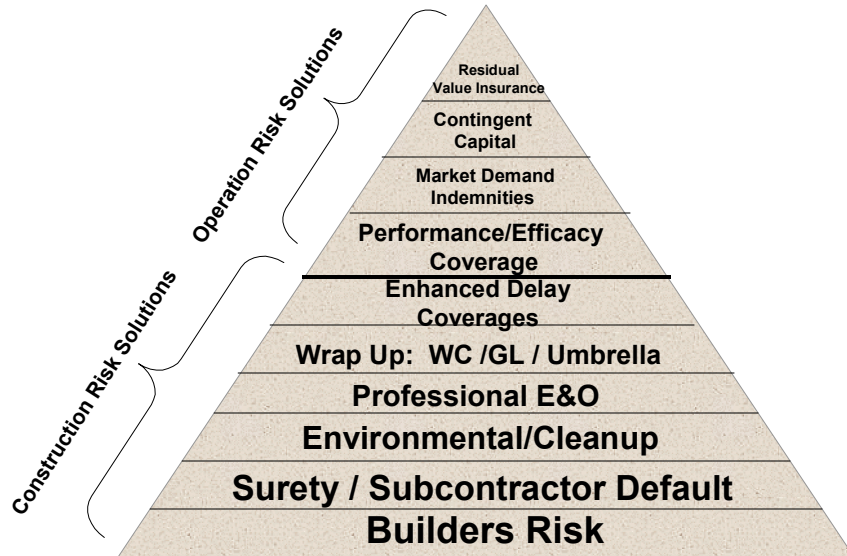 Operation Risk Solutions
Residual
Value Insurance
Contingent
Capital
Market Demand
Indemnities
Performance/Efficacy
Coverage
Construction Risk Solutions
Enhanced Delay
Coverages
Wrap Up: WC /GL / Umbrella
Professional E&O
Environmental/Cleanup
Surety / Subcontractor Default
Builders Risk